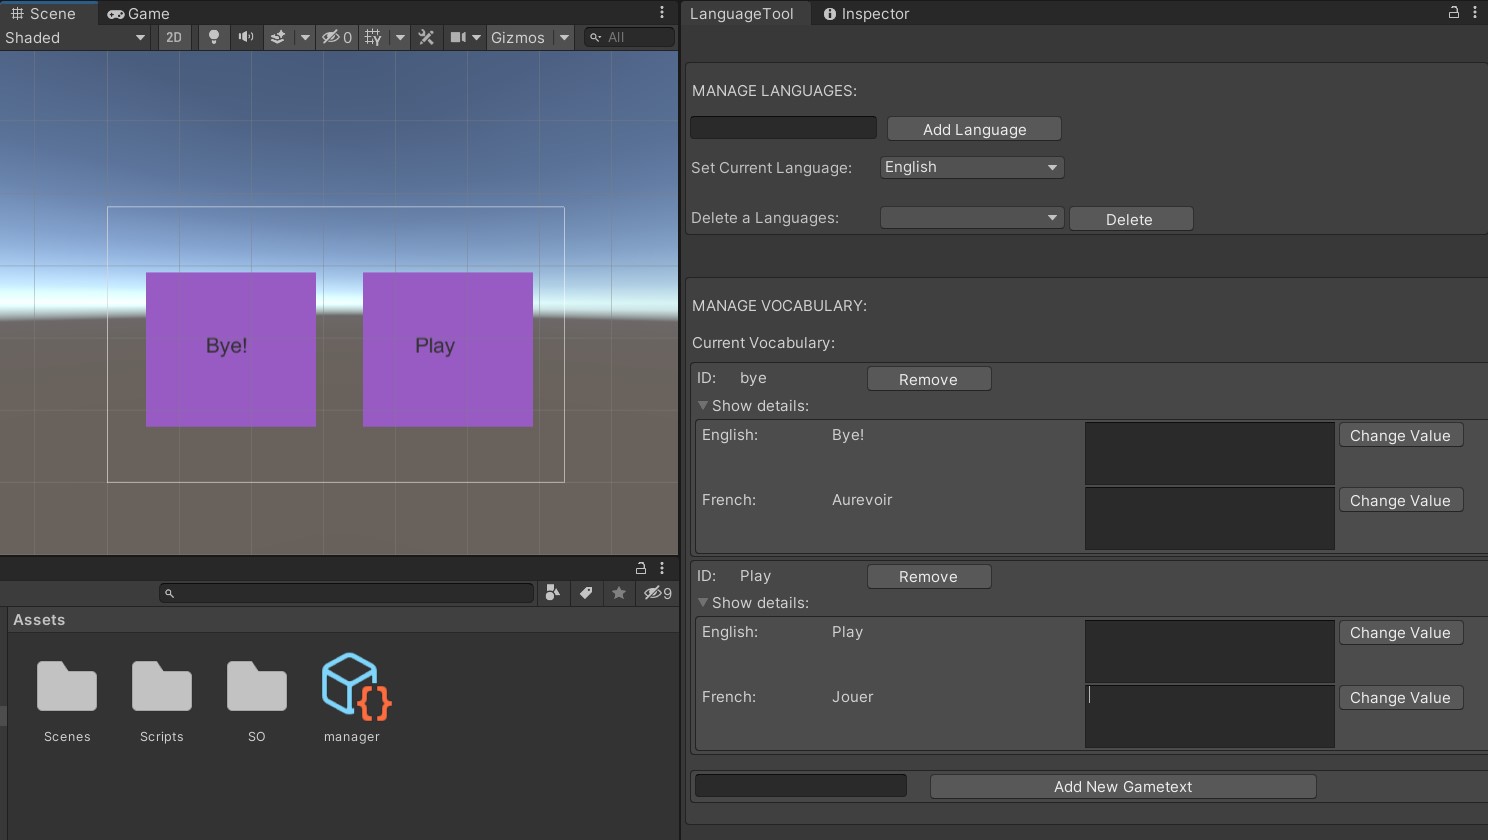 Scene Game
Shaded 2D 0 Gizmos All
Bye! Play
9
Assets
Scenes Scripts SO manager
LanguageTool Inspector
MANAGE LANGUAGES:
Add Language
Set Current Language: English
Delete a Languages: Delete
MANAGE VOCABULARY:
Current Vocabulary:
ID: bye Remove
Show details:
English: Bye! Change Value
French: Aurevoir Change Value
ID: Play Remove
Show details:
English: Play Change Value
French: Jouer Change Value
Add New Gametext